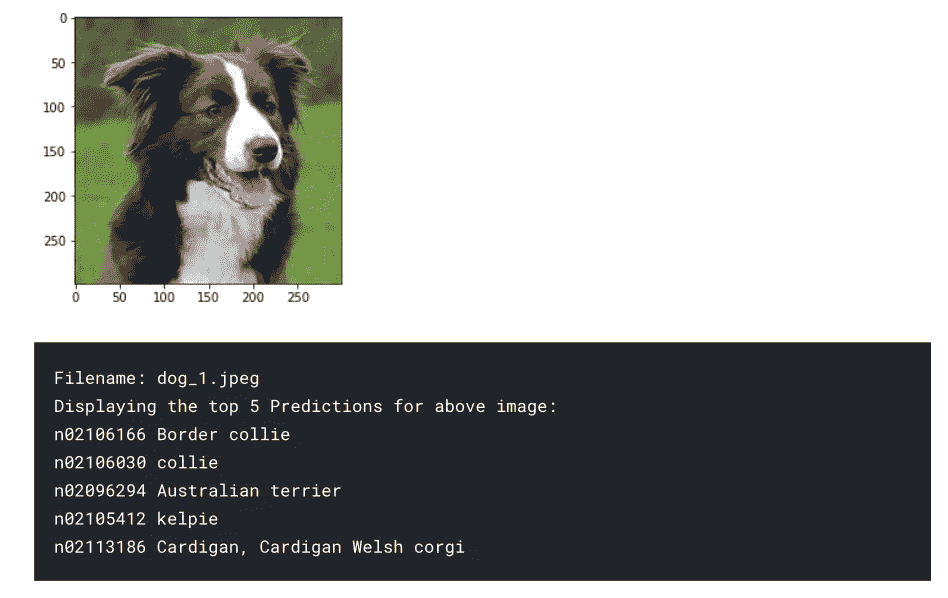 0
50
100
150
200
250
0 50 100 150 200 250
Filename: dog_1.jpeg
Displaying the top 5 Predictions for above image:
n02106166 Border collie
n02106030 collie
n02096294 Australian terrier
n02105412 kelpie
n02113186 Cardigan, Cardigan Welsh corgi